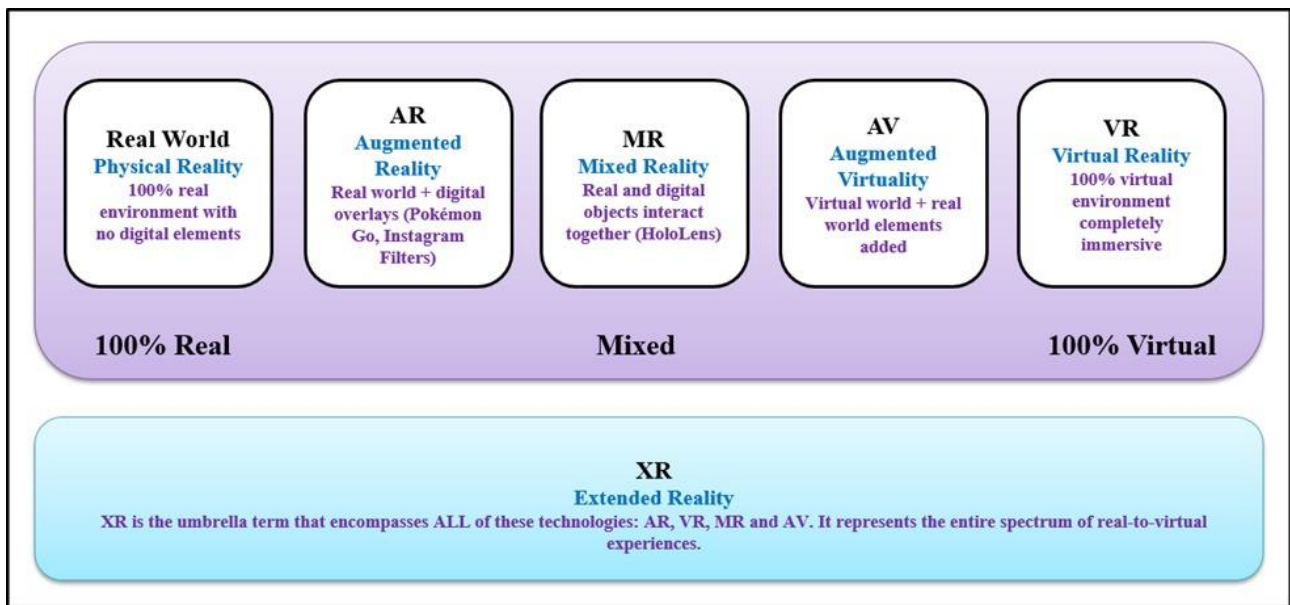 Real World
Physical Reality
100% real
environment with
no digital elements
AR
Augmented
Reality
Real world + digital
overlays (Pokémon
Go, Instagram
Filters)
MR
Mixed Reality
Real and digital
objects interact
together (HoloLens)
AV
Augmented
Virtuality
Virtual world + real
world elements
added
VR
Virtual Reality
100% virtual
environment
completely
immersive
100% Real
Mixed
100% Virtual
XR
Extended Reality
XR is the umbrella term that encompasses ALL of these technologies: AR, VR, MR and AV. It represents the entire spectrum of real-to-virtual
experiences.